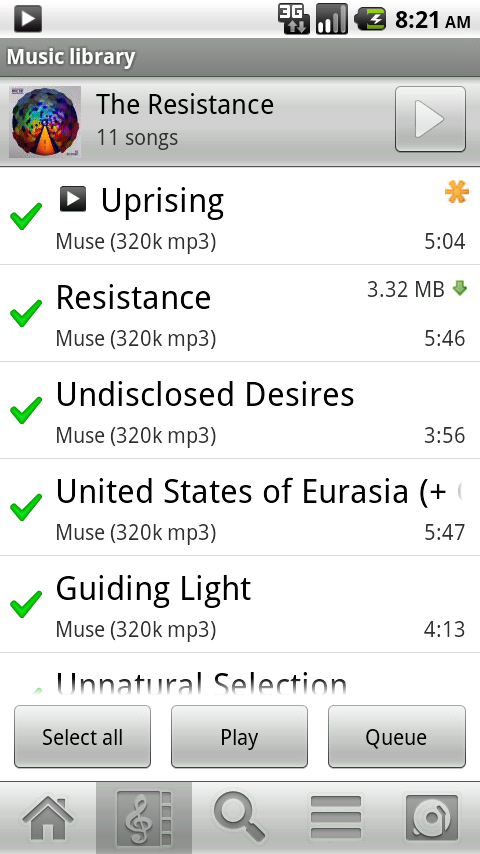 3G
8:21 AM
Music library
The Resistance
11 songs
Uprising
Muse (320k mp3)
5:04
Resistance
3.32 MB
Muse (320k mp3)
5:46
Undisclosed Desires
Muse (320k mp3)
3:56
United States of Eurasia (+
Muse (320k mp3)
5:47
Guiding Light
Muse (320k mp3)
4:13
Unnatural Selection
Select all
Play
Queue